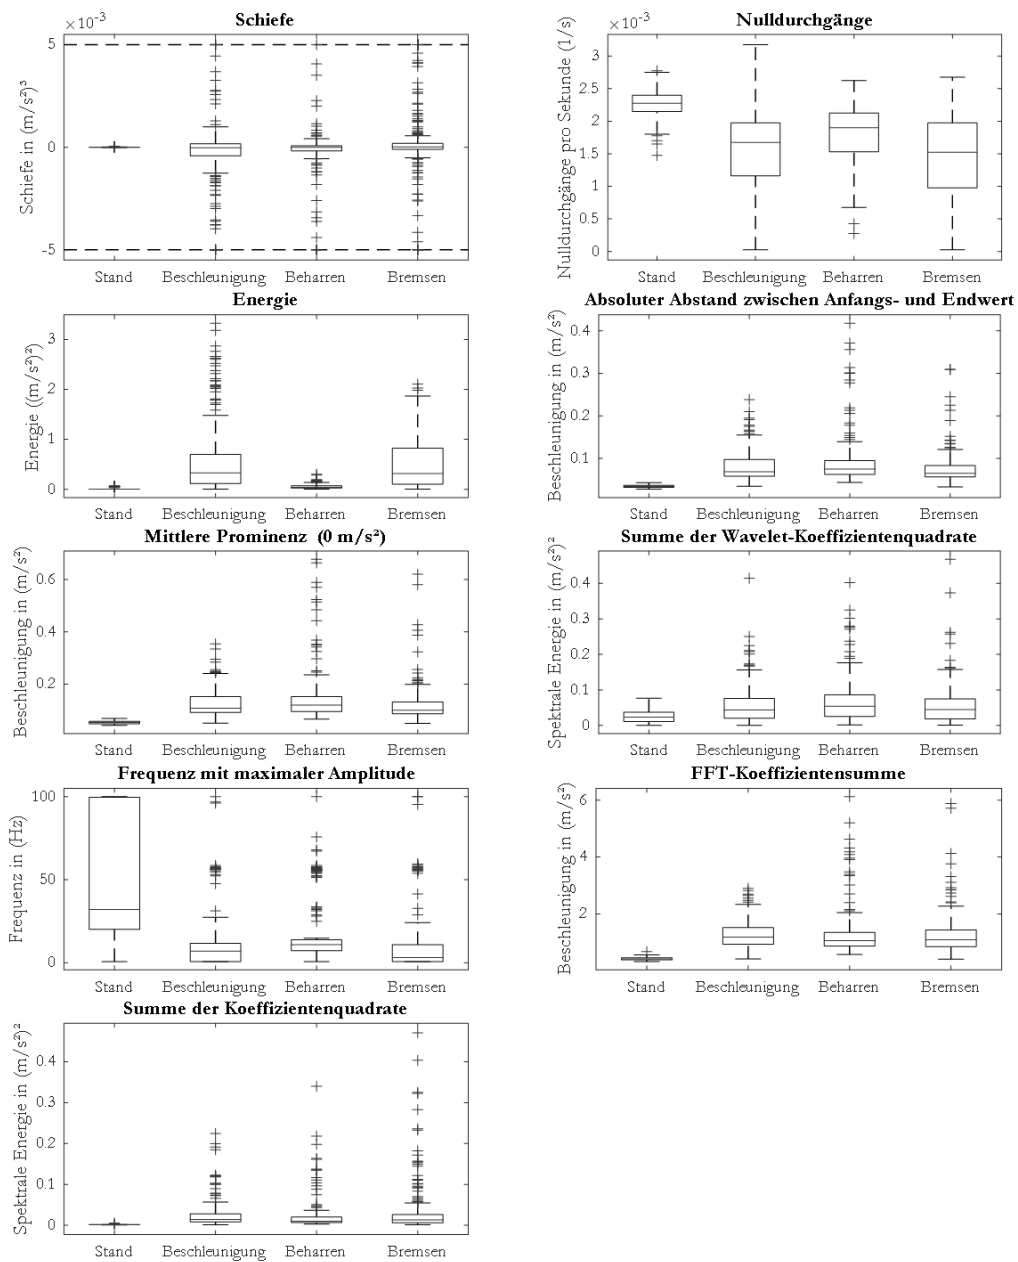 Schiefe
×10⁻³
Schiefe in (m/s²)³
5
0
-5
Stand Beschleunigung Beharren Bremsen
Nulldurchgänge
×10⁻³
Nulldurchgänge pro Sekunde (1/s)
3
2.5
2
1.5
1
0.5
0
Stand Beschleunigung Beharren Bremsen
Energie
Energie ((m/s²)²)
3
2
1
0
Stand Beschleunigung Beharren Bremsen
Absoluter Abstand zwischen Anfangs- und Endwert
Beschleunigung in (m/s²)
0.4
0.3
0.2
0.1
Stand Beschleunigung Beharren Bremsen
Mittlere Prominenz (0 m/s²)
Beschleunigung in (m/s²)
0.6
0.4
0.2
Stand Beschleunigung Beharren Bremsen
Summe der Wavelet-Koeffizientenquadrate
Spektrale Energie in (m/s²)²
0.4
0.3
0.2
0.1
0
Stand Beschleunigung Beharren Bremsen
Frequenz mit maximaler Amplitude
Frequenz in (Hz)
100
50
0
Stand Beschleunigung Beharren Bremsen
FFT-Koeffizientensumme
Beschleunigung in (m/s²)
6
4
2
Stand Beschleunigung Beharren Bremsen
Summe der Koeffizientenquadrate
Spektrale Energie in (m/s²)²
0.4
0.3
0.2
0.1
0
Stand Beschleunigung Beharren Bremsen